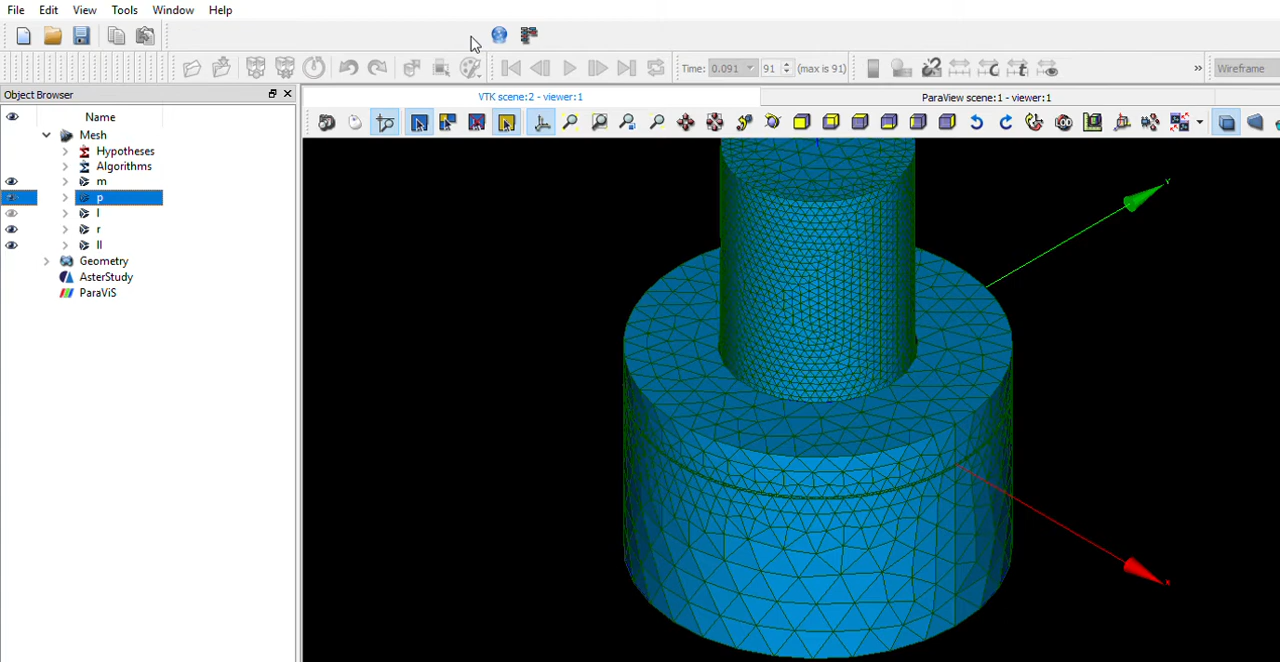 File Edit View Tools Window Help
Time: 0.091 91 (max is 91) » Wireframe
Object Browser
VTK scene:2 - viewer:1 ParaView scene:1 - viewer:1
Name
Mesh
Hypotheses
Algorithms
m
p
l
r
ll
Geometry
AsterStudy
ParaViS
Y
X